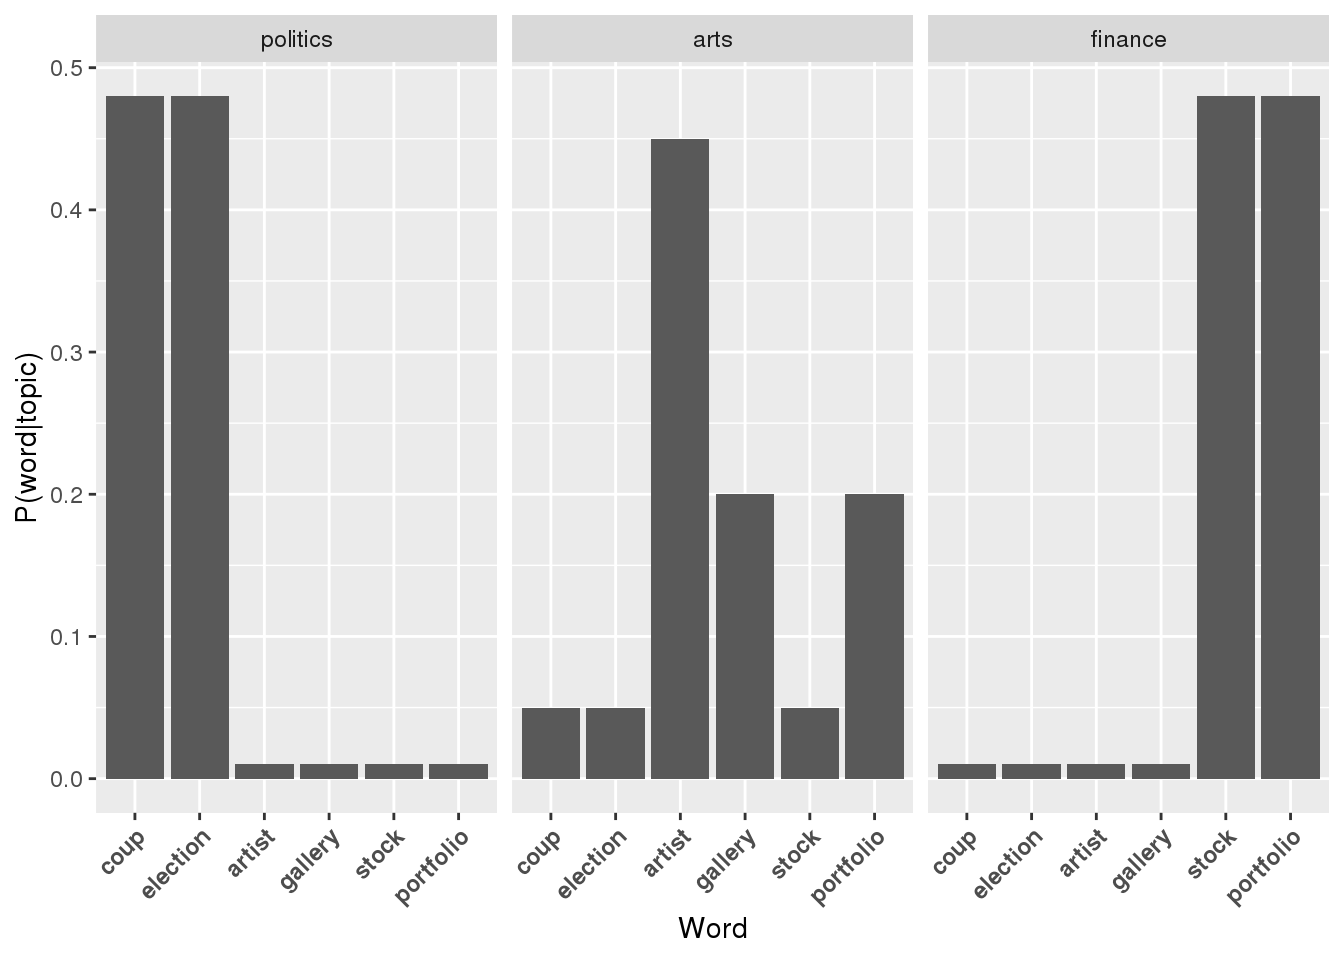 politics
arts
finance
0.5
0.4
0.3
0.2
0.1
0.0
P(word|topic)
coup election artist gallery stock portfolio
coup election artist gallery stock portfolio
coup election artist gallery stock portfolio
Word